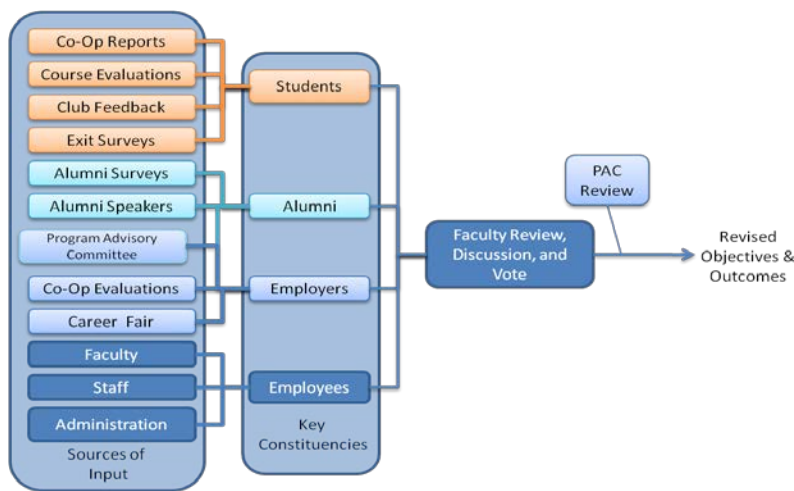 Co-Op Reports
Course Evaluations
Club Feedback
Exit Surveys
Alumni Surveys
Alumni Speakers
Program Advisory
Committee
Co-Op Evaluations
Career Fair
Faculty
Staff
Administration
Sources of
Input
Students
Alumni
Employers
Employees
Key
Constituencies
Faculty Review,
Discussion, and
Vote
PAC
Review
Revised
Objectives &
Outcomes